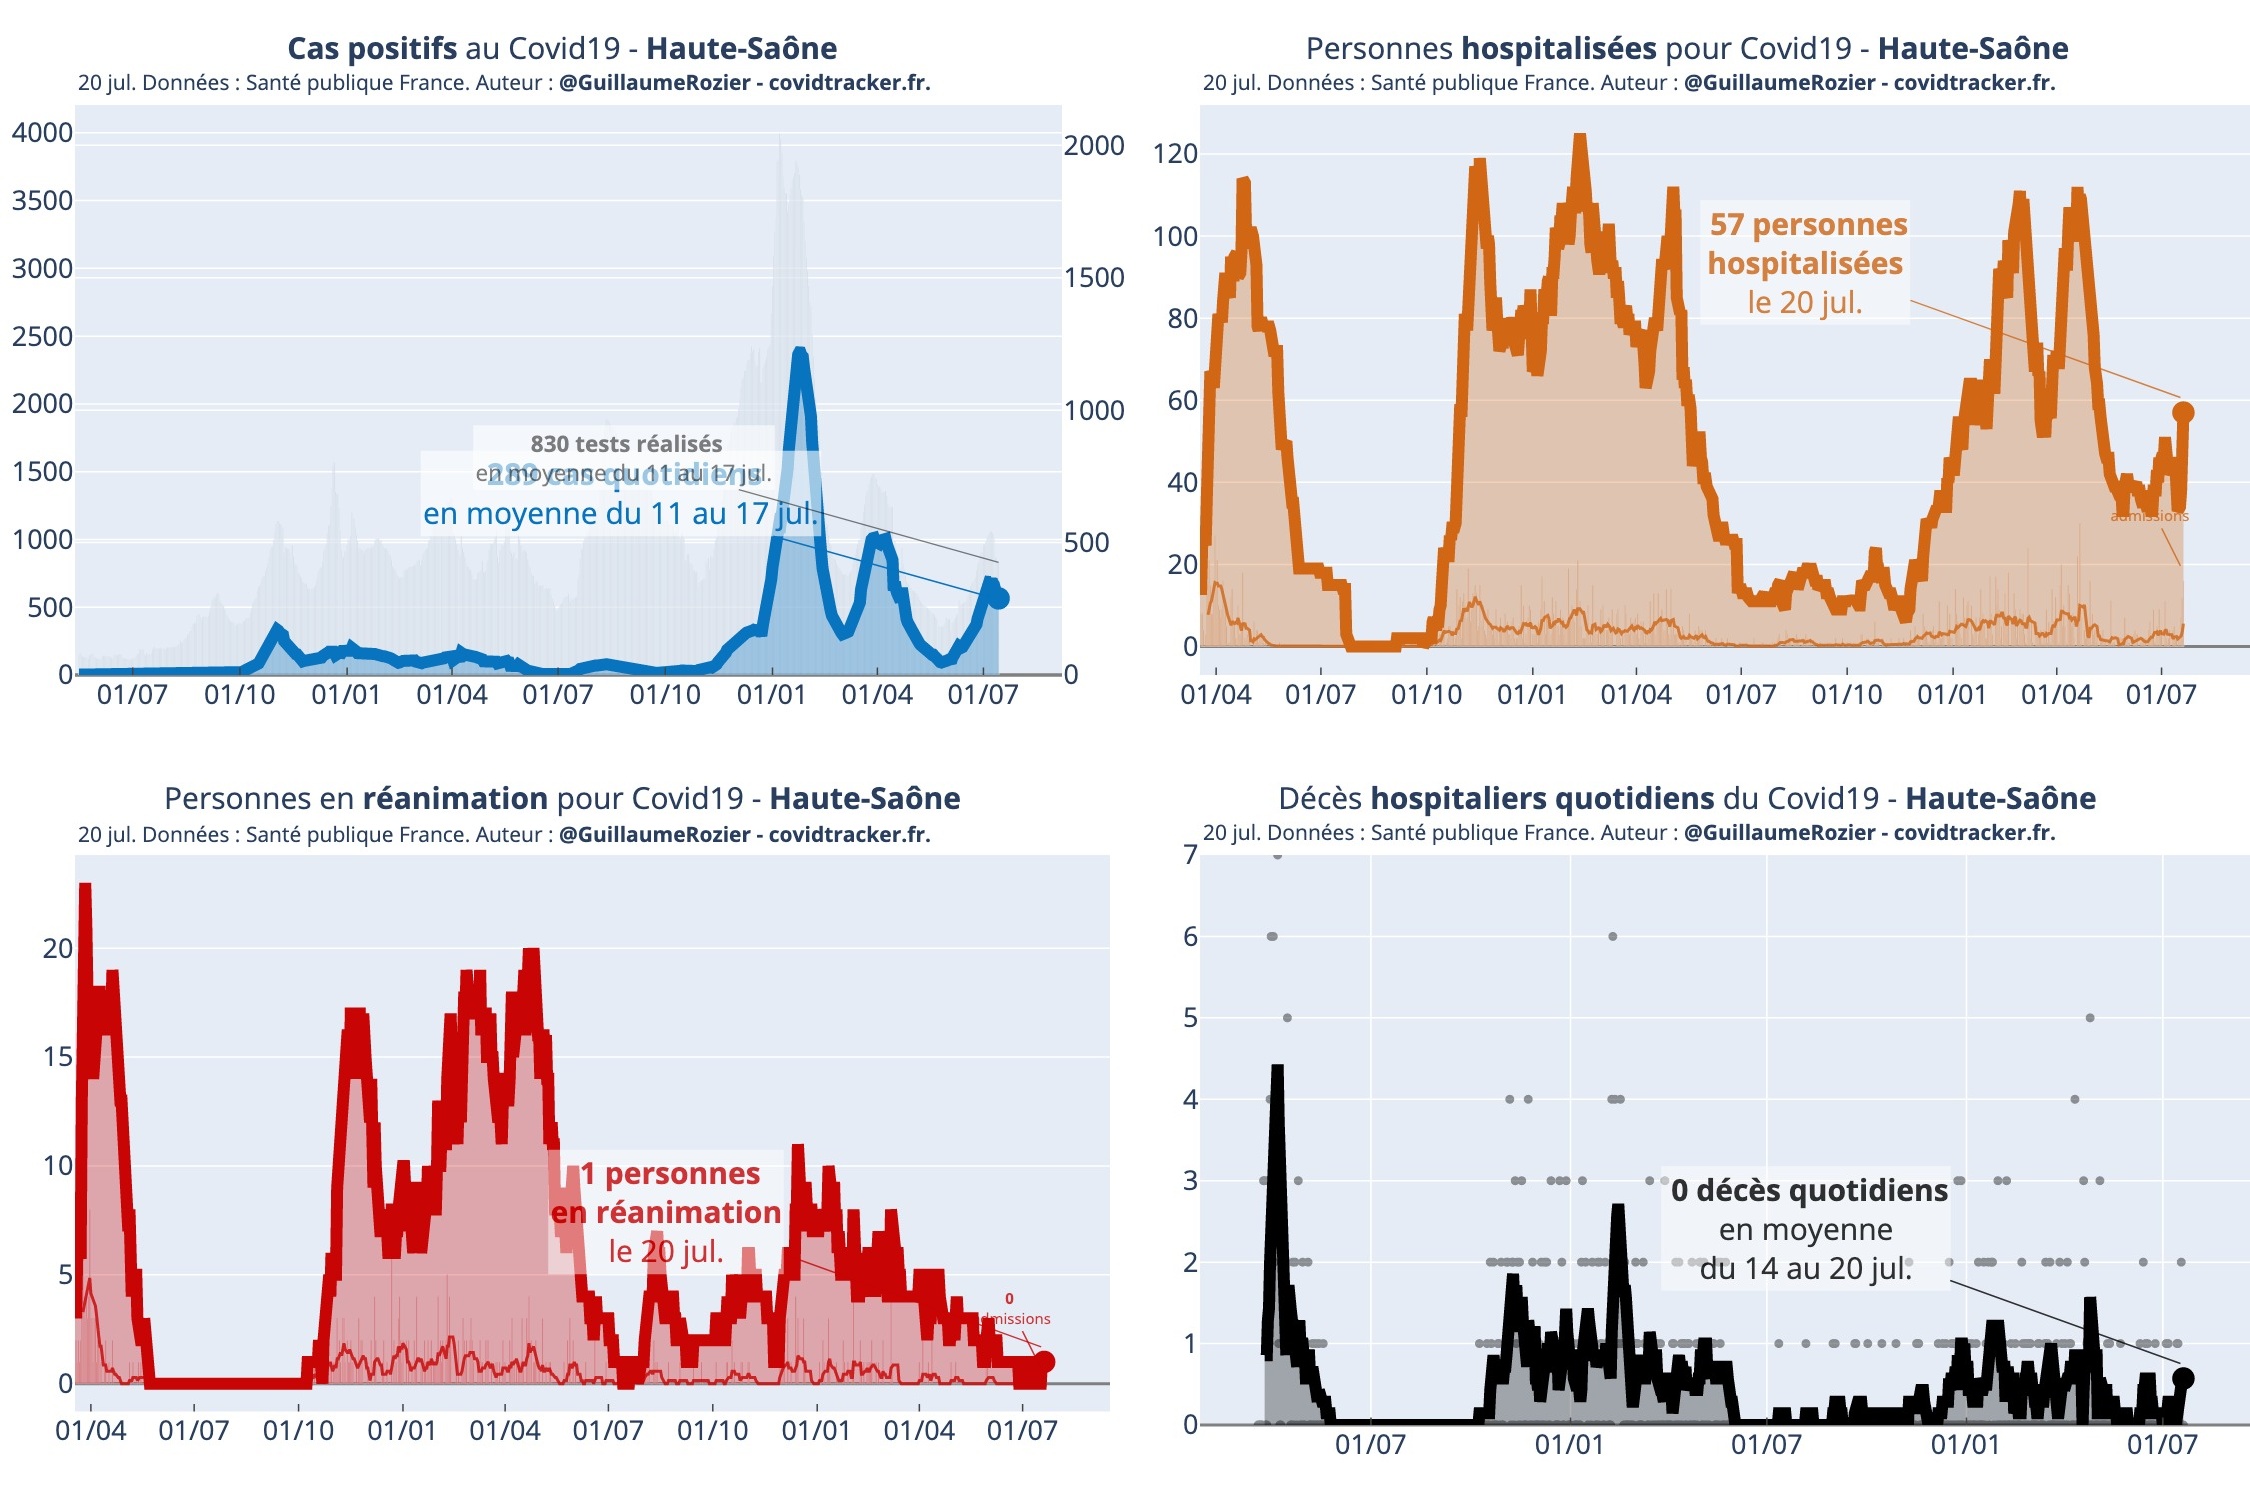 Cas positifs au Covid19 - Haute-Saône
20 jul. Données : Santé publique France. Auteur : @GuillaumeRozier - covidtracker.fr.
4000
3500
3000
2500
2000
1500
1000
500
0
2000
1500
1000
500
0
830 tests réalisés
en moyenne du 11 au 17 jul.
289 cas quotidiens
en moyenne du 11 au 17 jul.
01/07 01/10 01/01 01/04 01/07 01/10 01/01 01/04 01/07
Personnes hospitalisées pour Covid19 - Haute-Saône
20 jul. Données : Santé publique France. Auteur : @GuillaumeRozier - covidtracker.fr.
120
100
80
60
40
20
0
57 personnes
hospitalisées
le 20 jul.
admissions
01/04 01/07 01/10 01/01 01/04 01/07 01/10 01/01 01/04 01/07
Personnes en réanimation pour Covid19 - Haute-Saône
20 jul. Données : Santé publique France. Auteur : @GuillaumeRozier - covidtracker.fr.
20
15
10
5
0
1 personnes
en réanimation
le 20 jul.
0
admissions
01/04 01/07 01/10 01/01 01/04 01/07 01/10 01/01 01/04 01/07
Décès hospitaliers quotidiens du Covid19 - Haute-Saône
20 jul. Données : Santé publique France. Auteur : @GuillaumeRozier - covidtracker.fr.
7
6
5
4
3
2
1
0
0 décès quotidiens
en moyenne
du 14 au 20 jul.
01/07 01/01 01/07 01/01 01/07